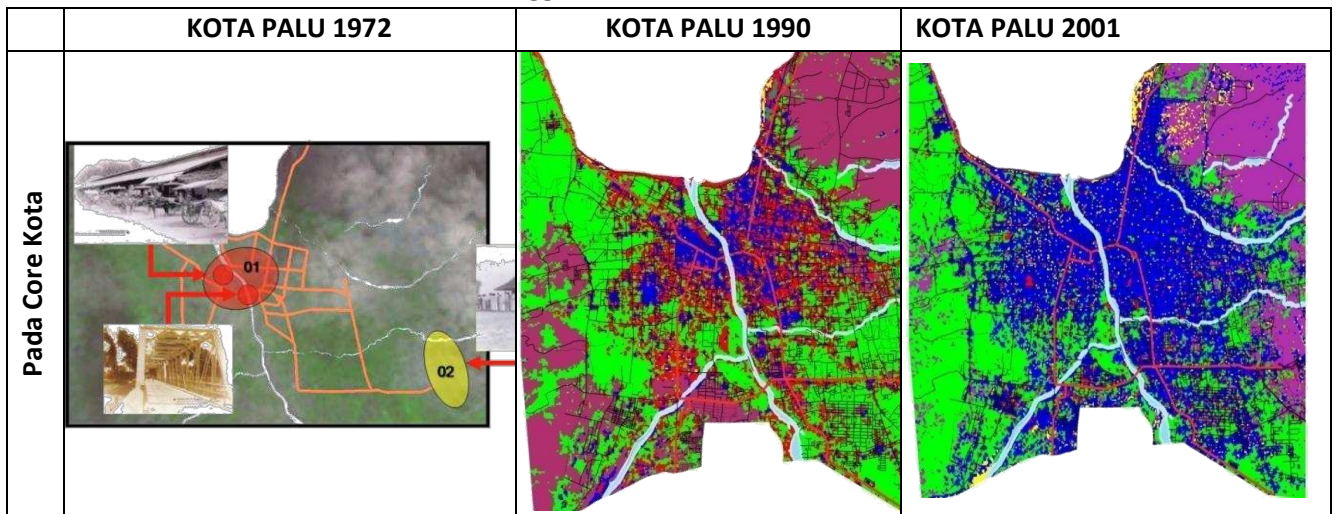 KOTA PALU 1972
KOTA PALU 1990
KOTA PALU 2001
Pada Core Kota
01
02